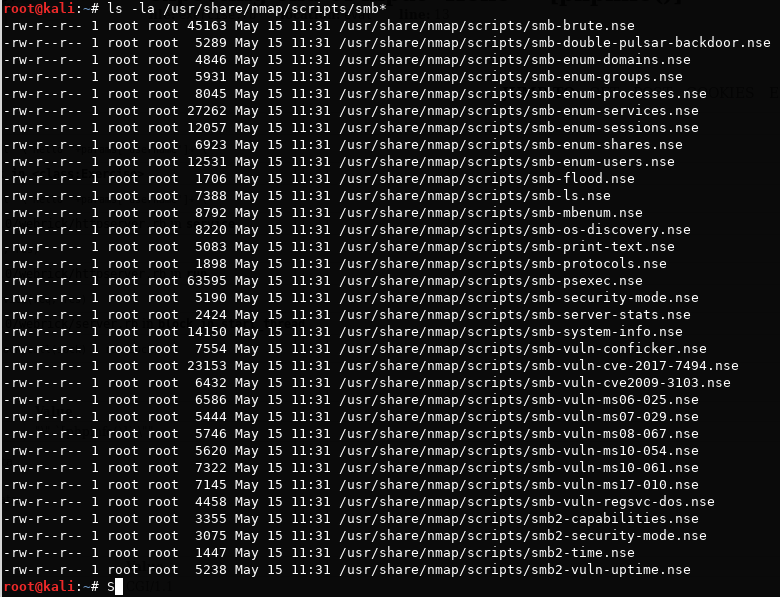 root@kali:~# ls -la /usr/share/nmap/scripts/smb*
-rw-r--r-- 1 root root 45163 May 15 11:31 /usr/share/nmap/scripts/smb-brute.nse
-rw-r--r-- 1 root root  5289 May 15 11:31 /usr/share/nmap/scripts/smb-double-pulsar-backdoor.nse
-rw-r--r-- 1 root root  4846 May 15 11:31 /usr/share/nmap/scripts/smb-enum-domains.nse
-rw-r--r-- 1 root root  5931 May 15 11:31 /usr/share/nmap/scripts/smb-enum-groups.nse
-rw-r--r-- 1 root root  8045 May 15 11:31 /usr/share/nmap/scripts/smb-enum-processes.nse
-rw-r--r-- 1 root root 27262 May 15 11:31 /usr/share/nmap/scripts/smb-enum-services.nse
-rw-r--r-- 1 root root 12057 May 15 11:31 /usr/share/nmap/scripts/smb-enum-sessions.nse
-rw-r--r-- 1 root root  6923 May 15 11:31 /usr/share/nmap/scripts/smb-enum-shares.nse
-rw-r--r-- 1 root root 12531 May 15 11:31 /usr/share/nmap/scripts/smb-enum-users.nse
-rw-r--r-- 1 root root  1706 May 15 11:31 /usr/share/nmap/scripts/smb-flood.nse
-rw-r--r-- 1 root root  7388 May 15 11:31 /usr/share/nmap/scripts/smb-ls.nse
-rw-r--r-- 1 root root  8792 May 15 11:31 /usr/share/nmap/scripts/smb-mbenum.nse
-rw-r--r-- 1 root root  8220 May 15 11:31 /usr/share/nmap/scripts/smb-os-discovery.nse
-rw-r--r-- 1 root root  5083 May 15 11:31 /usr/share/nmap/scripts/smb-print-text.nse
-rw-r--r-- 1 root root  1898 May 15 11:31 /usr/share/nmap/scripts/smb-protocols.nse
-rw-r--r-- 1 root root 63595 May 15 11:31 /usr/share/nmap/scripts/smb-psexec.nse
-rw-r--r-- 1 root root  5190 May 15 11:31 /usr/share/nmap/scripts/smb-security-mode.nse
-rw-r--r-- 1 root root  2424 May 15 11:31 /usr/share/nmap/scripts/smb-server-stats.nse
-rw-r--r-- 1 root root 14150 May 15 11:31 /usr/share/nmap/scripts/smb-system-info.nse
-rw-r--r-- 1 root root  7554 May 15 11:31 /usr/share/nmap/scripts/smb-vuln-conficker.nse
-rw-r--r-- 1 root root 23153 May 15 11:31 /usr/share/nmap/scripts/smb-vuln-cve-2017-7494.nse
-rw-r--r-- 1 root root  6432 May 15 11:31 /usr/share/nmap/scripts/smb-vuln-cve2009-3103.nse
-rw-r--r-- 1 root root  6586 May 15 11:31 /usr/share/nmap/scripts/smb-vuln-ms06-025.nse
-rw-r--r-- 1 root root  5444 May 15 11:31 /usr/share/nmap/scripts/smb-vuln-ms07-029.nse
-rw-r--r-- 1 root root  5746 May 15 11:31 /usr/share/nmap/scripts/smb-vuln-ms08-067.nse
-rw-r--r-- 1 root root  5620 May 15 11:31 /usr/share/nmap/scripts/smb-vuln-ms10-054.nse
-rw-r--r-- 1 root root  7322 May 15 11:31 /usr/share/nmap/scripts/smb-vuln-ms10-061.nse
-rw-r--r-- 1 root root  7145 May 15 11:31 /usr/share/nmap/scripts/smb-vuln-ms17-010.nse
-rw-r--r-- 1 root root  4458 May 15 11:31 /usr/share/nmap/scripts/smb-vuln-regsvc-dos.nse
-rw-r--r-- 1 root root  3355 May 15 11:31 /usr/share/nmap/scripts/smb2-capabilities.nse
-rw-r--r-- 1 root root  3075 May 15 11:31 /usr/share/nmap/scripts/smb2-security-mode.nse
-rw-r--r-- 1 root root  1447 May 15 11:31 /usr/share/nmap/scripts/smb2-time.nse
-rw-r--r-- 1 root root  5238 May 15 11:31 /usr/share/nmap/scripts/smb2-vuln-uptime.nse
root@kali:~# S